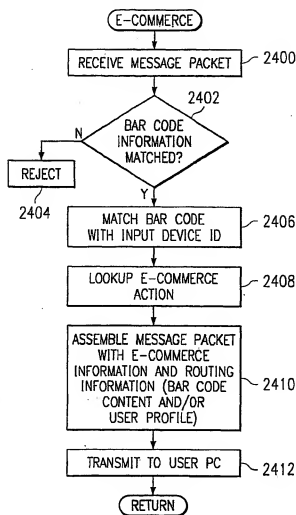 E-COMMERCE
RECEIVE MESSAGE PACKET
2400
2402
BAR CODE
INFORMATION
MATCHED?
N
REJECT
2404
Y
MATCH BAR CODE
WITH INPUT DEVICE ID
2406
LOOKUP E-COMMERCE
ACTION
2408
ASSEMBLE MESSAGE PACKET
WITH E-COMMERCE
INFORMATION AND ROUTING
INFORMATION (BAR CODE
CONTENT AND/OR
USER PROFILE)
2410
TRANSMIT TO USER PC
2412
RETURN